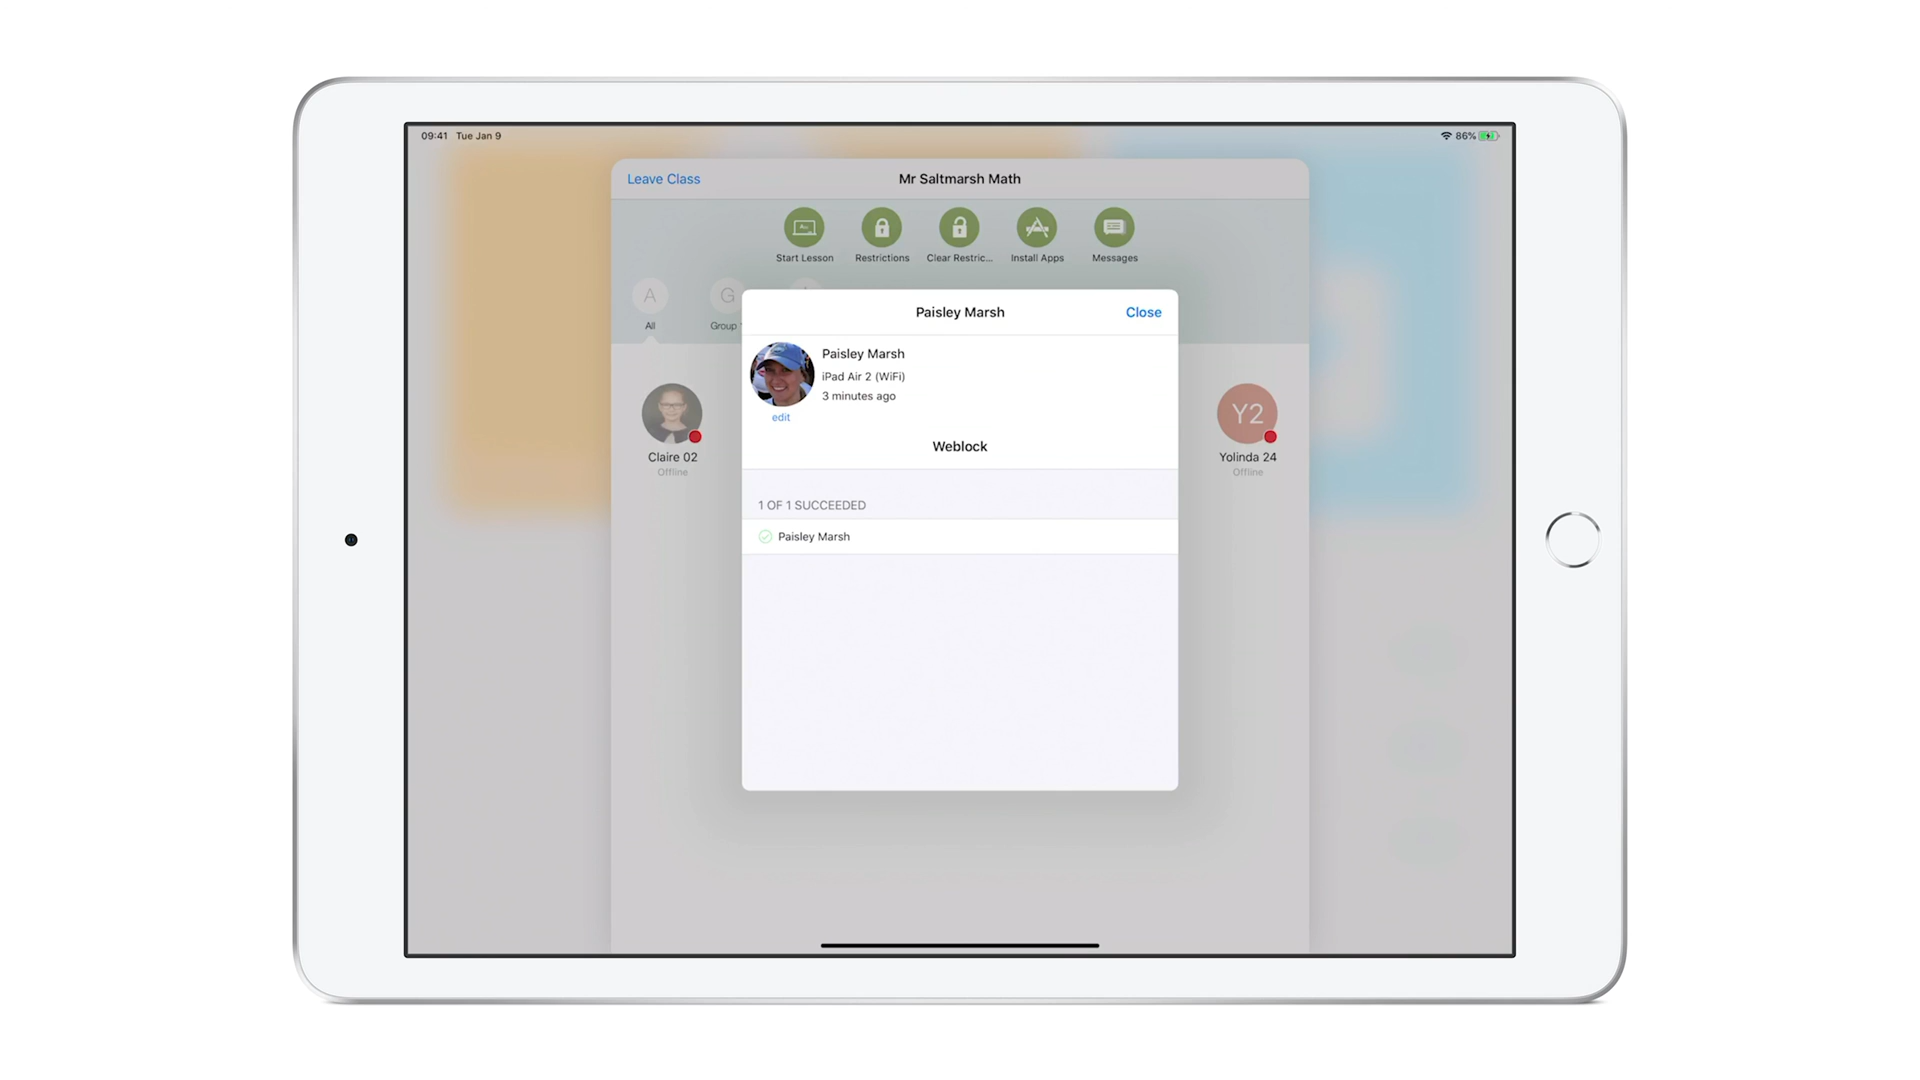 09:41 Tue Jan 9
86%
Leave Class
Mr Saltmarsh Math
Start Lesson
Restrictions
Clear Restric...
Install Apps
Messages
A
G
All
Group
Paisley Marsh
Close
Paisley Marsh
iPad Air 2 (WiFi)
3 minutes ago
edit
Weblock
1 OF 1 SUCCEEDED
Paisley Marsh
Claire 02
Offline
Y2
Yolinda 24
Offline